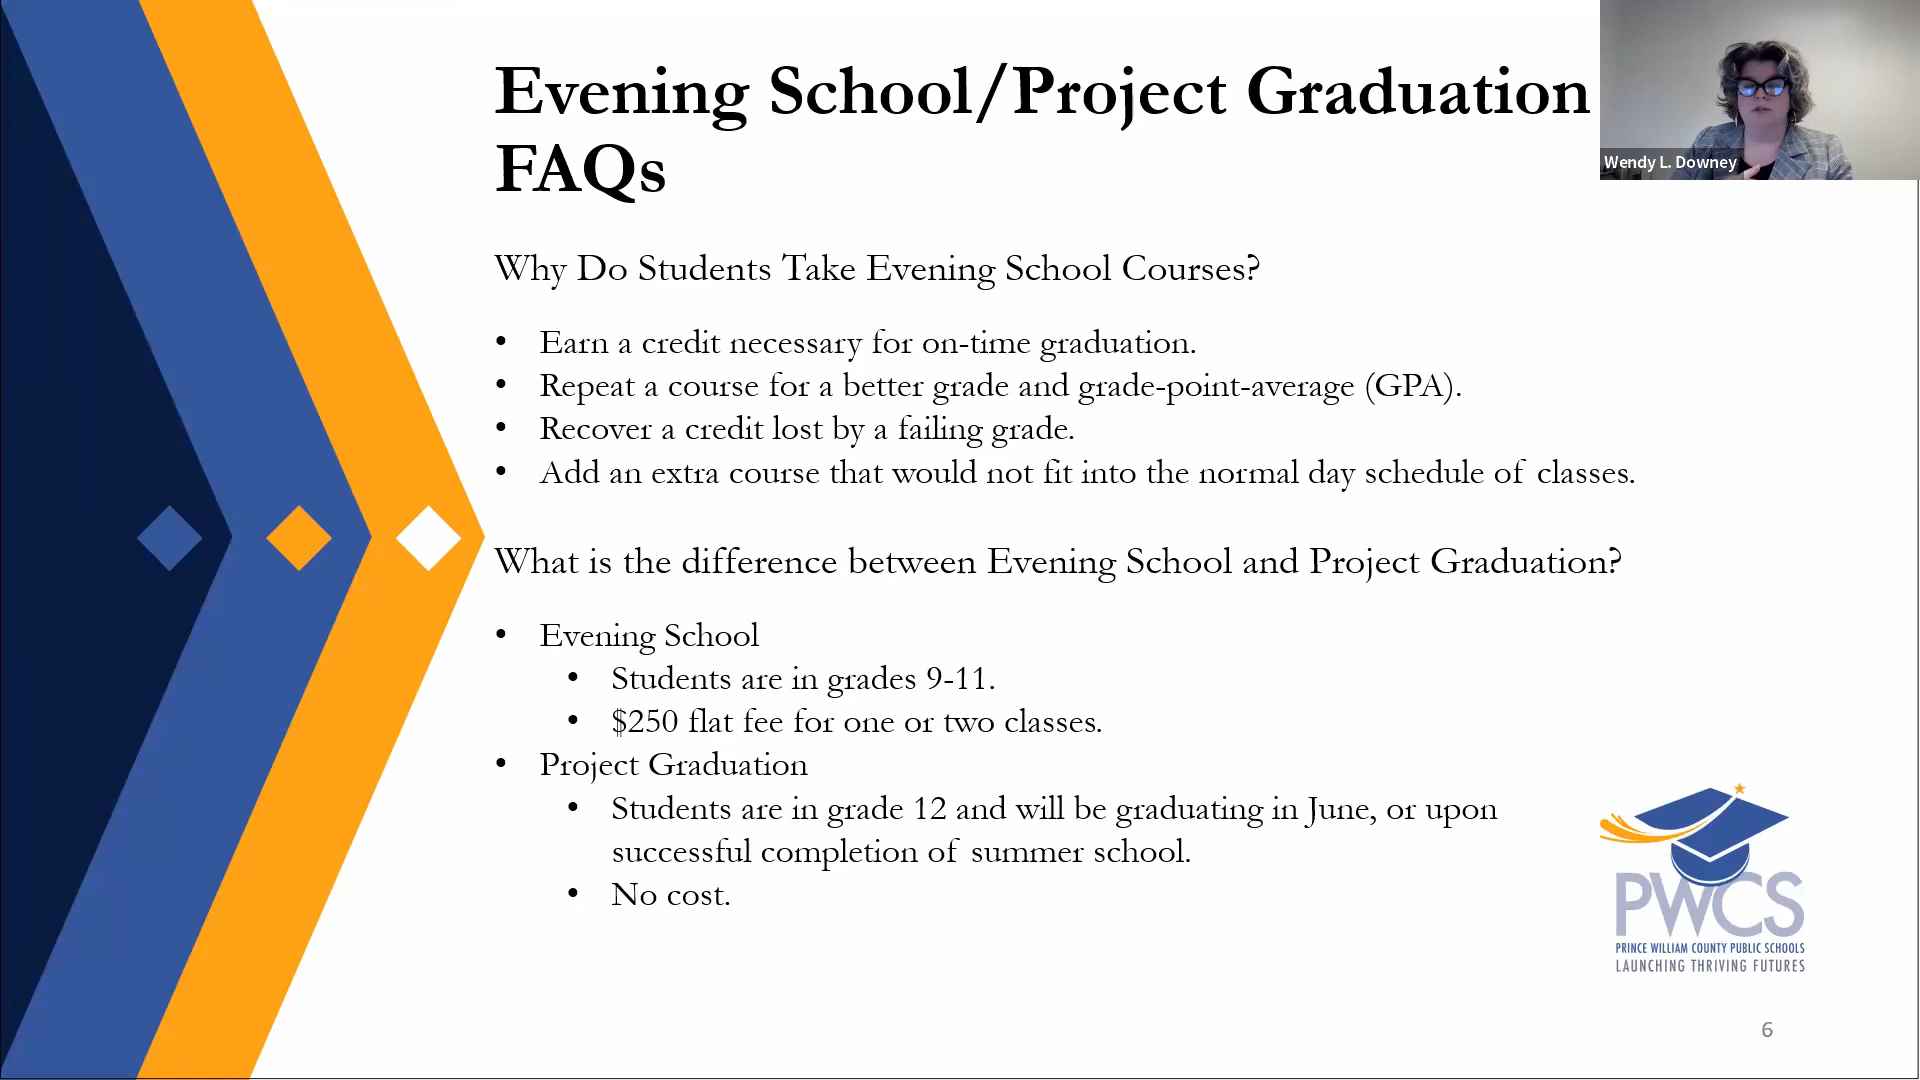 Evening School/Project Graduation
FAQs
Wendy L. Downey
Why Do Students Take Evening School Courses?
• Earn a credit necessary for on-time graduation.
• Repeat a course for a better grade and grade-point-average (GPA).
• Recover a credit lost by a failing grade.
• Add an extra course that would not fit into the normal day schedule of classes.
What is the difference between Evening School and Project Graduation?
• Evening School
• Students are in grades 9-11.
• $250 flat fee for one or two classes.
• Project Graduation
• Students are in grade 12 and will be graduating in June, or upon
successful completion of summer school.
• No cost.
PWCS
PRINCE WILLIAM COUNTY PUBLIC SCHOOLS
LAUNCHING THRIVING FUTURES
6